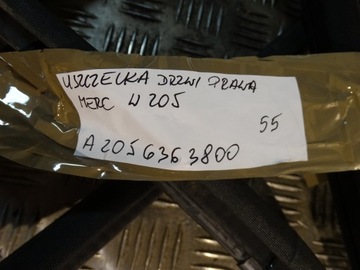 USZCZELKA DRZWI PRAWA
MERC W205
55
A 205 636 3800